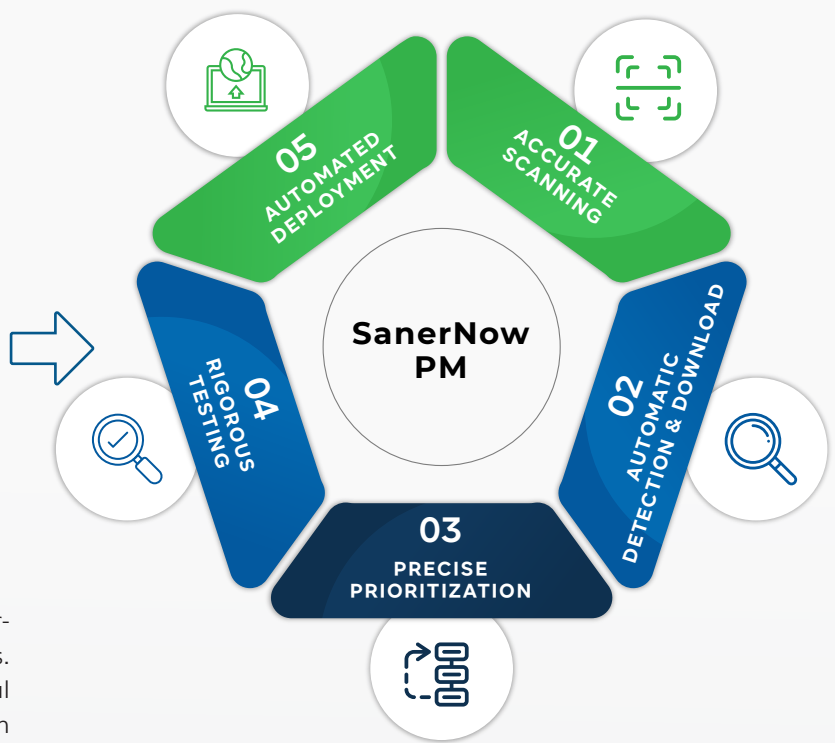 01
ACCURATE
SCANNING
02
AUTOMATIC
DETECTION & DOWNLOAD
03
PRECISE
PRIORITIZATION
04
RIGOROUS
TESTING
05
AUTOMATED
DEPLOYMENT
SanerNow
PM
s.